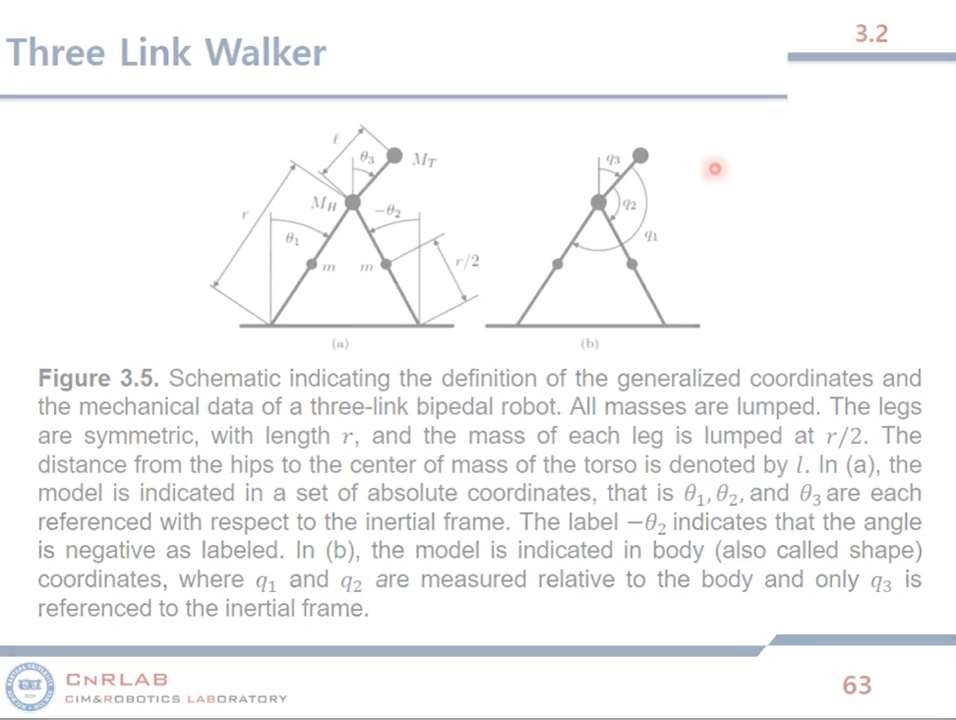 3.2
Three Link Walker
ℓ
θ₃
M_T
M_H
−θ₂
r
θ₁
m
m
r/2
(a)
q₃
q₂
q₁
(b)
Figure 3.5. Schematic indicating the definition of the generalized coordinates and
the mechanical data of a three-link bipedal robot. All masses are lumped. The legs
are symmetric, with length r, and the mass of each leg is lumped at r/2. The
distance from the hips to the center of mass of the torso is denoted by l. In (a), the
model is indicated in a set of absolute coordinates, that is θ₁, θ₂, and θ₃ are each
referenced with respect to the inertial frame. The label −θ₂ indicates that the angle
is negative as labeled. In (b), the model is indicated in body (also called shape)
coordinates, where q₁ and q₂ are measured relative to the body and only q₃ is
referenced to the inertial frame.
CNRLAB
CIM&ROBOTICS LABORATORY
63